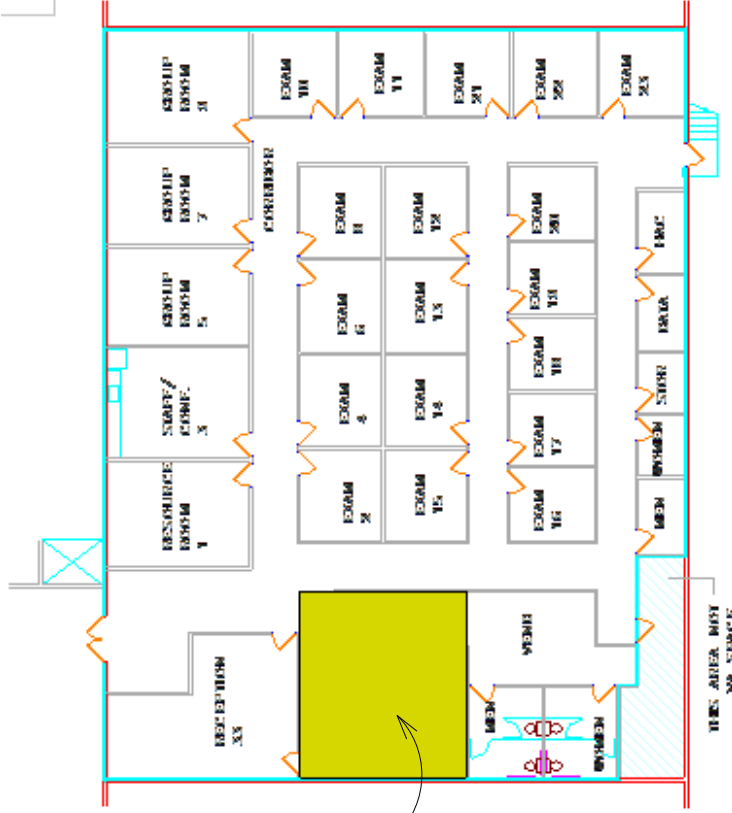 GROUP
ROOM
9
EXAM
10
EXAM
11
EXAM
21
EXAM
22
EXAM
23
GROUP
ROOM
7
CORRIDOR
EXAM
8
EXAM
12
EXAM
20
HAC
GROUP
ROOM
5
EXAM
6
EXAM
13
EXAM
19
DATA
STAFF/
CONF.
3
EXAM
4
EXAM
14
EXAM
18
STOR
RESOURCE
ROOM
1
EXAM
2
EXAM
15
EXAM
17
WOMEN
EXAM
16
MEN
RECEPTION
33
MEN
WOMEN
THIS AREA NOT
VA SPACE